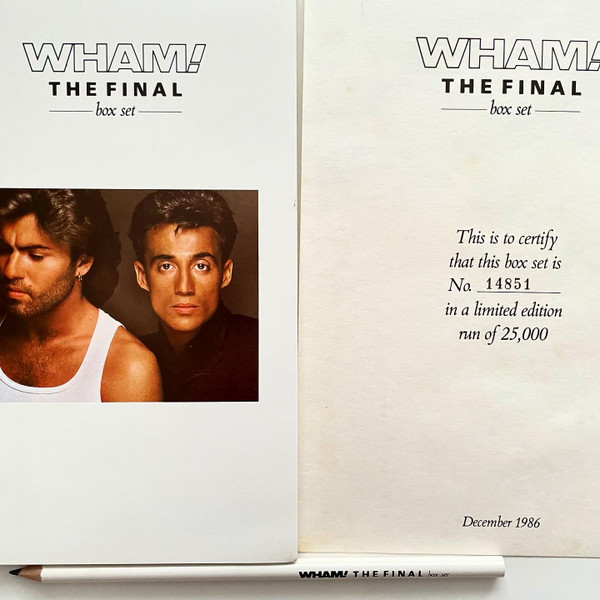 WHAM!
THE FINAL
box set
WHAM!
THE FINAL
box set
This is to certify
that this box set is
No. 14851
in a limited edition
run of 25,000
December 1986
WHAM! THE FINAL box set